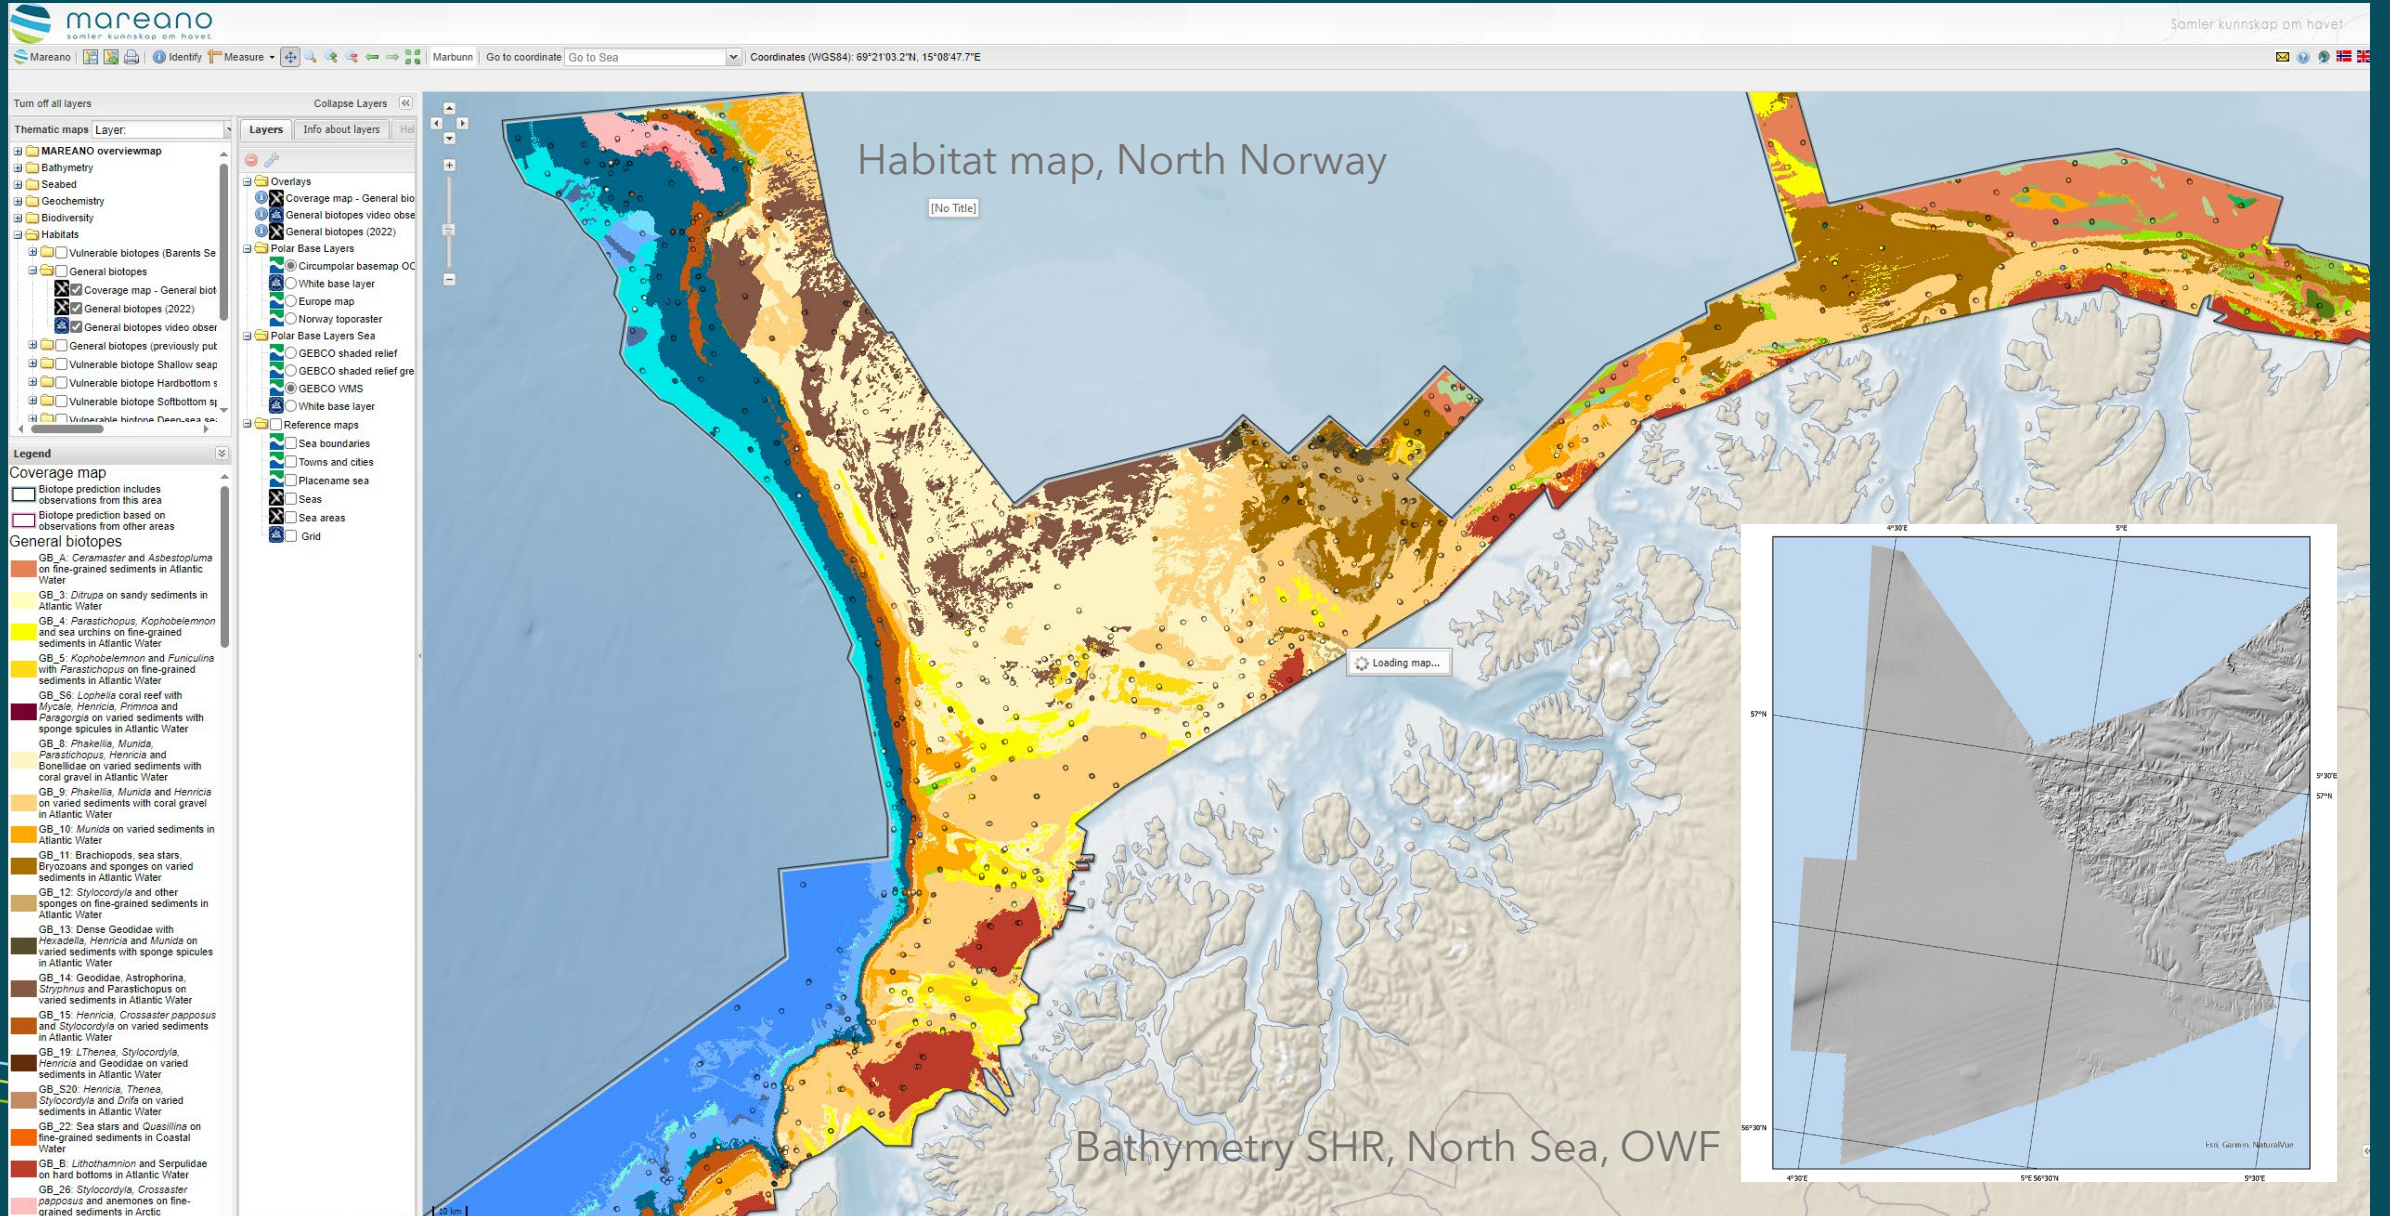 mareano
samler kunnskap om havet
Samler kunnskap om havet
Mareano
Identify
Measure
Marbunn
Go to coordinate
Go to Sea
Coordinates (WGS84): 69°21'03.2"N, 15°08'47.7"E
Turn off all layers
Collapse Layers
Thematic maps
Layer:
MAREANO overviewmap
Bathymetry
Seabed
Geochemistry
Biodiversity
Habitats
Vulnerable biotopes (Barents Se
General biotopes
Coverage map - General biot
General biotopes (2022)
General biotopes video obser
General biotopes (previously put
Vulnerable biotope Shallow seap
Vulnerable biotope Hardbottom s
Vulnerable biotope Softbottom sp
Vulnerable biotope Deep-sea se
Layers
Info about layers
Hel
Overlays
Coverage map - General bio
General biotopes video obse
General biotopes (2022)
Polar Base Layers
Circumpolar basemap OC
White base layer
Europe map
Norway toporaster
Polar Base Layers Sea
GEBCO shaded relief
GEBCO shaded relief gre
GEBCO WMS
White base layer
Reference maps
Sea boundaries
Towns and cities
Placename sea
Seas
Sea areas
Grid
Legend
Coverage map
Biotope prediction includes
observations from this area
Biotope prediction based on
observations from other areas
General biotopes
GB_A: Ceramaster and Asbestopluma
on fine-grained sediments in Atlantic
Water
GB_3: Ditrupa on sandy sediments in
Atlantic Water
GB_4: Parastichopus, Kophobelemnon
and sea urchins on fine-grained
sediments in Atlantic Water
GB_5: Kophobelemnon and Funiculina
with Parastichopus on fine-grained
sediments in Atlantic Water
GB_S6: Lophelia coral reef with
Mycale, Henricia, Primnoa and
Paragorgia on varied sediments with
sponge spicules in Atlantic Water
GB_8: Phakellia, Munida,
Parastichopus, Henricia and
Bonellidae on varied sediments with
coral gravel in Atlantic Water
GB_9: Phakellia, Munida and Henricia
on varied sediments with coral gravel
in Atlantic Water
GB_10: Munida on varied sediments in
Atlantic Water
GB_11: Brachiopods, sea stars,
Bryozoans and sponges on varied
sediments in Atlantic Water
GB_12: Stylocordyla and other
sponges on fine-grained sediments in
Atlantic Water
GB_13: Dense Geodidae with
Hexadella, Henricia and Munida on
varied sediments with sponge spicules
in Atlantic Water
GB_14: Geodidae, Astrophorina,
Stryphnus and Parastichopus on
varied sediments in Atlantic Water
GB_15: Henricia, Crossaster papposus
and Stylocordyla on varied sediments
in Atlantic Water
GB_19: LThenea, Stylocordyla,
Henricia and Geodidae on varied
sediments in Atlantic Water
GB_S20: Henricia, Thenea,
Stylocordyla and Drifa on varied
sediments in Atlantic Water
GB_22: Sea stars and Quasillina on
fine-grained sediments in Coastal
Water
GB_B: Lithothamnion and Serpulidae
on hard bottoms in Atlantic Water
GB_26: Stylocordyla, Crossaster
papposus and anemones on fine-
grained sediments in Arctic
Habitat map, North Norway
[No Title]
Loading map...
10 km
Bathymetry SHR, North Sea, OWF
4°30'E
5°E
57°N
5°30'E
57°N
56°30'N
Esri, Garmin, NaturalVue
4°30'E
5°E 56°30'N
5°30'E